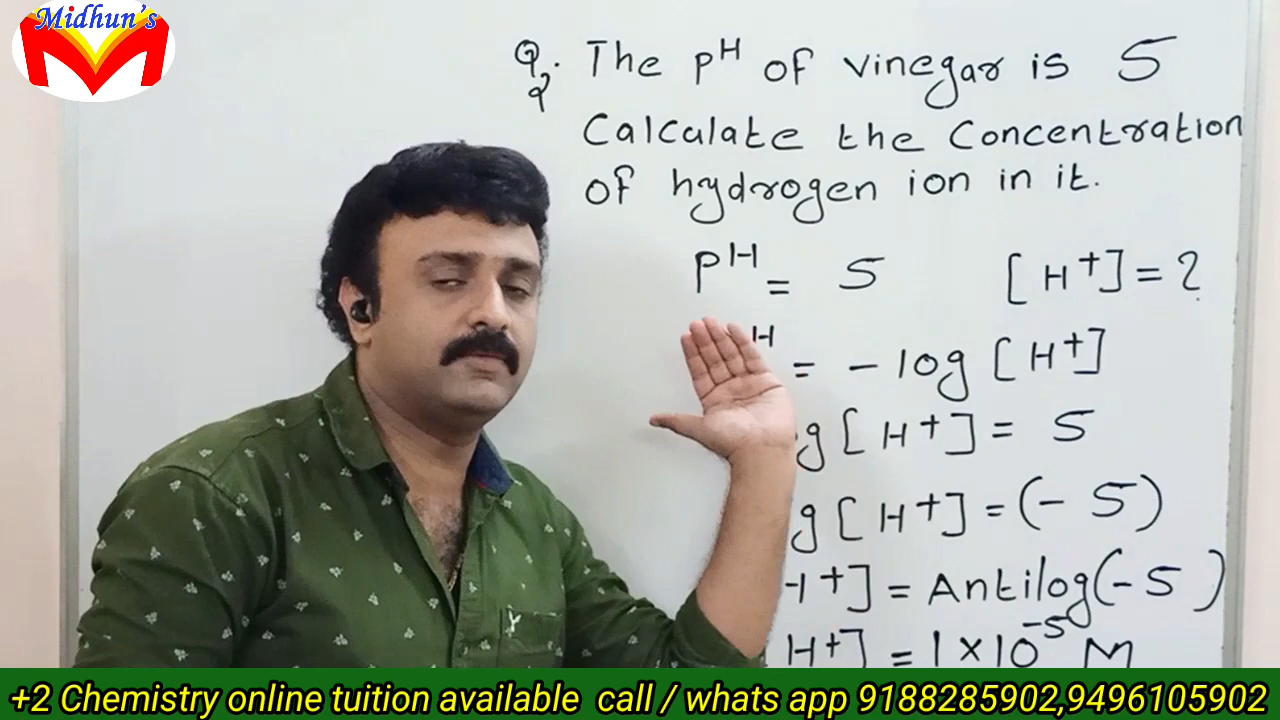 Midhun's
Q. The pH of vinegar is 5
Calculate the Concentration
of hydrogen ion in it.
pH = 5 [H+] = ?
H = - log [H+]
g [H+] = 5
g [H+] = (- 5)
+] = Antilog(-5)
H+] = 1 × 10⁻⁵ M
+2 Chemistry online tuition available call / whats app 9188285902,9496105902